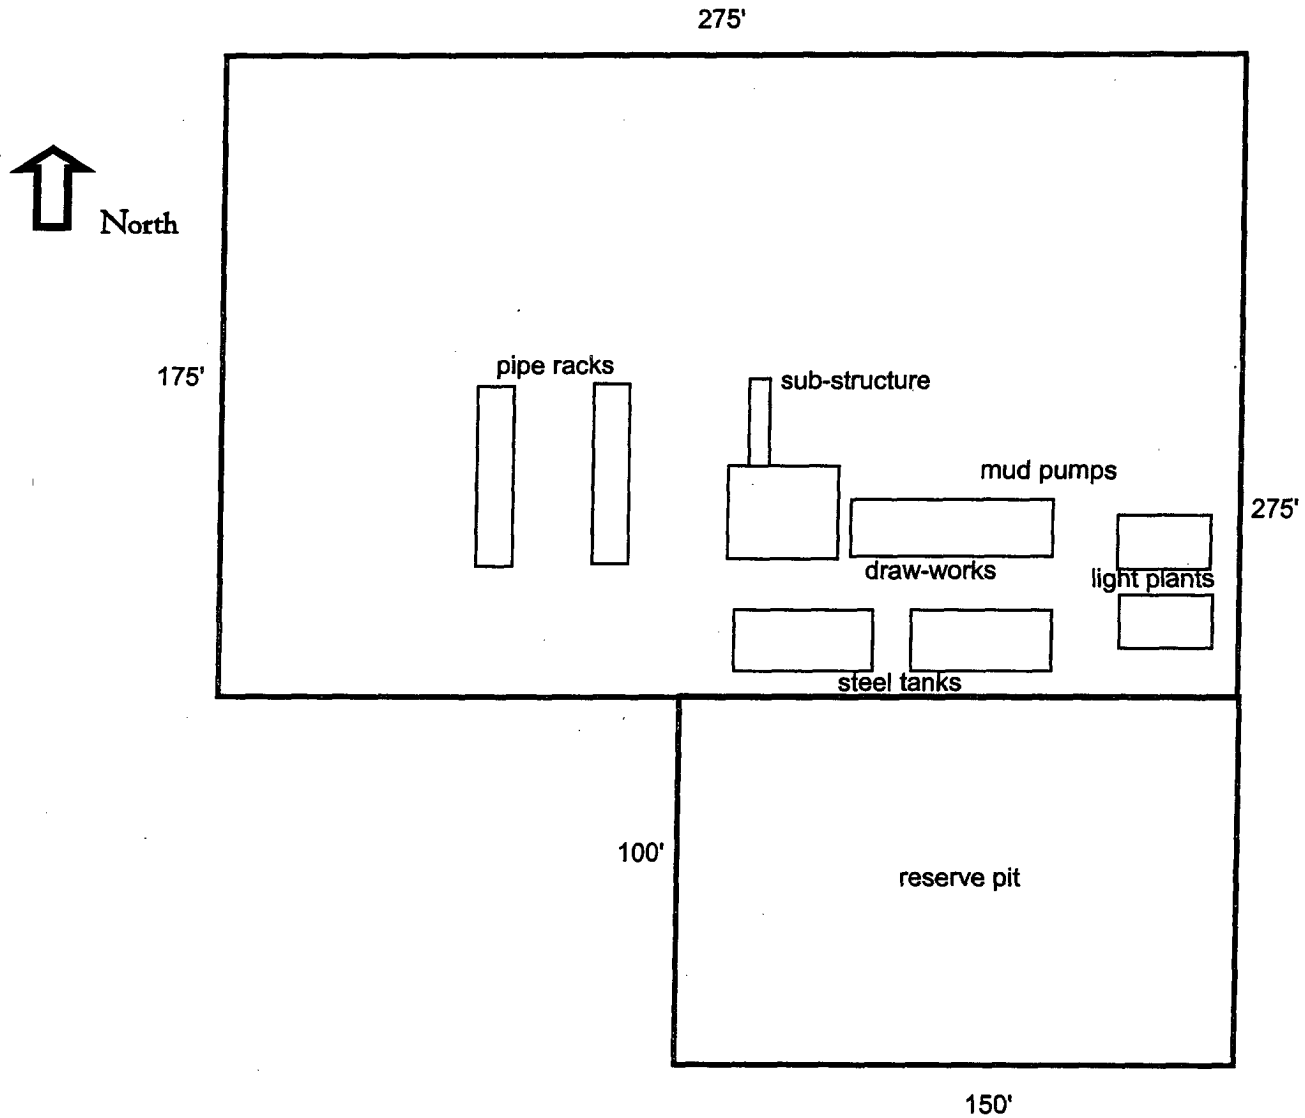 275'
North
175'
pipe racks
sub-structure
mud pumps
275'
draw-works
light plants
steel tanks
100'
reserve pit
150'